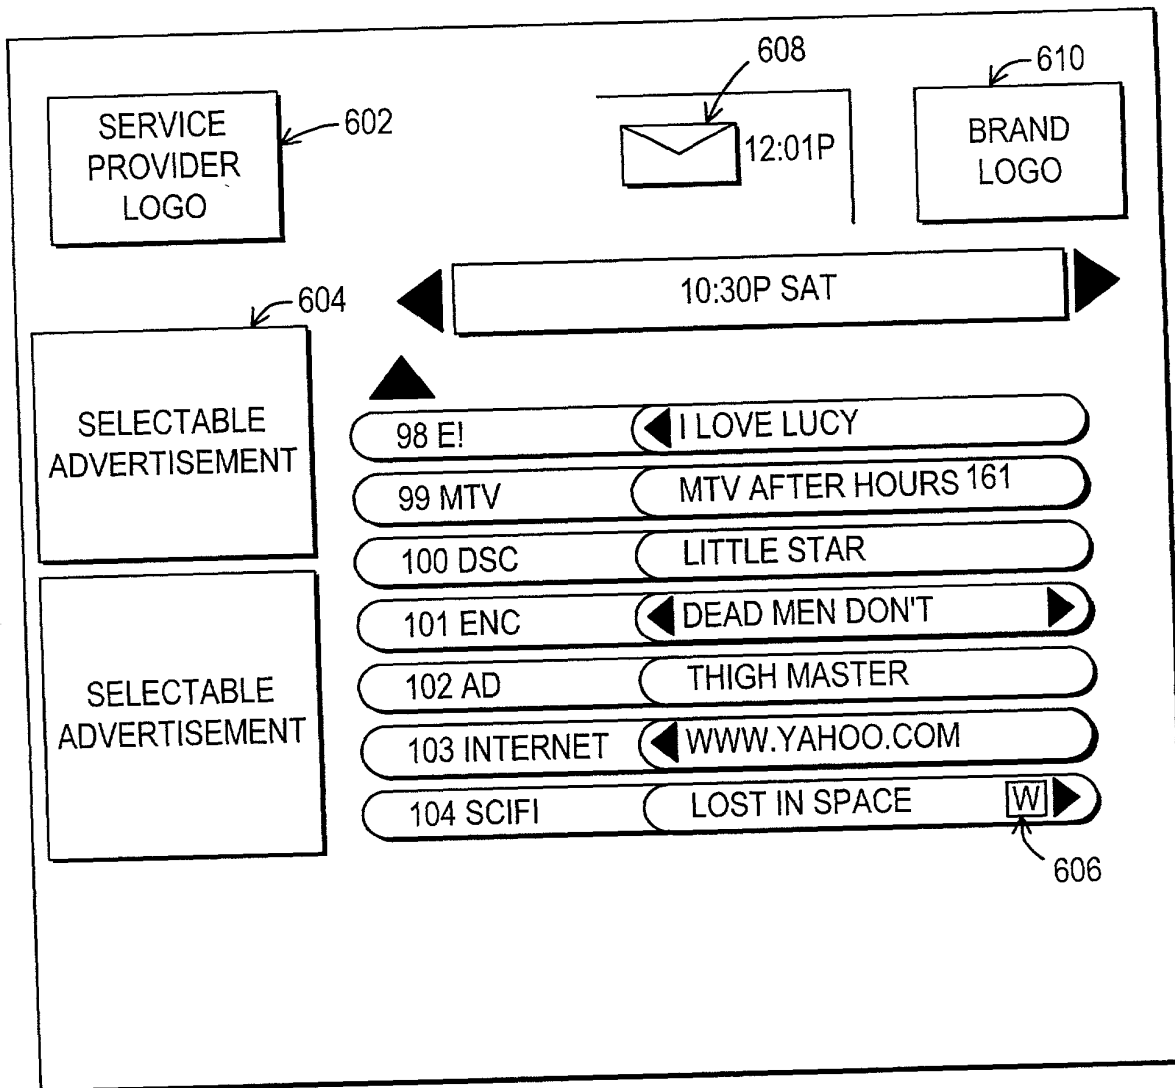 608
610
SERVICE
PROVIDER
LOGO
602
12:01P
BRAND
LOGO
10:30P SAT
604
SELECTABLE
ADVERTISEMENT
98 E! I LOVE LUCY
99 MTV MTV AFTER HOURS 161
100 DSC LITTLE STAR
101 ENC DEAD MEN DON'T
102 AD THIGH MASTER
SELECTABLE
ADVERTISEMENT
103 INTERNET WWW.YAHOO.COM
104 SCIFI LOST IN SPACE W
606